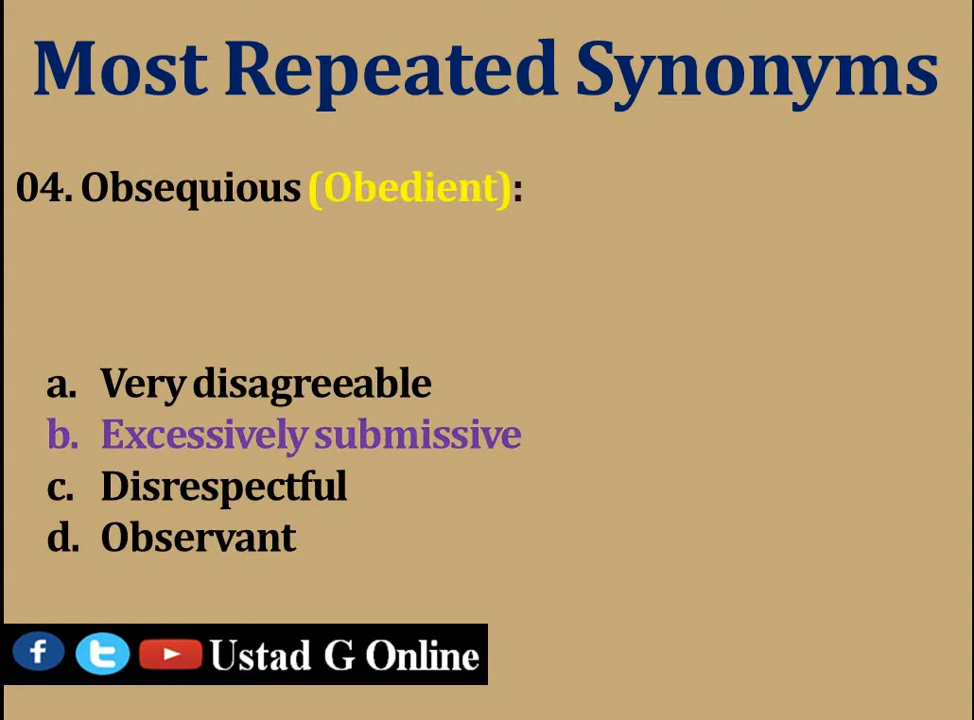 Most Repeated Synonyms
04. Obsequious (Obedient):
a. Very disagreeable
b. Excessively submissive
c. Disrespectful
d. Observant
Ustad G Online